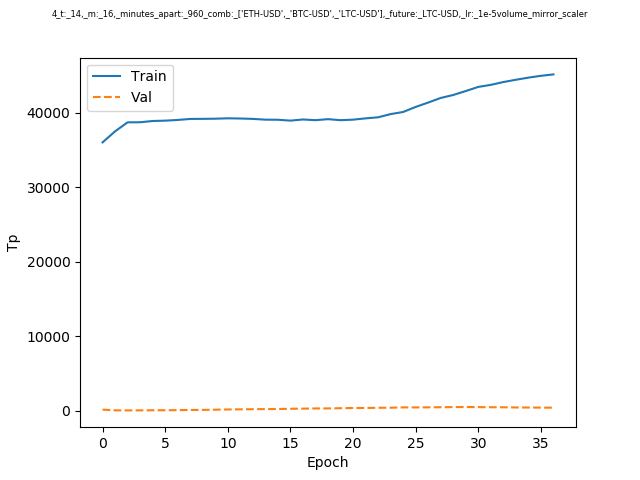 4_t:_14,_m:_16,_minutes_apart:_960_comb:_['ETH-USD',_'BTC-USD',_'LTC-USD'],_future:_LTC-USD,_lr:_1e-5volume_mirror_scaler
Train
Val
40000
30000
20000
10000
0
Tp
0 5 10 15 20 25 30 35
Epoch